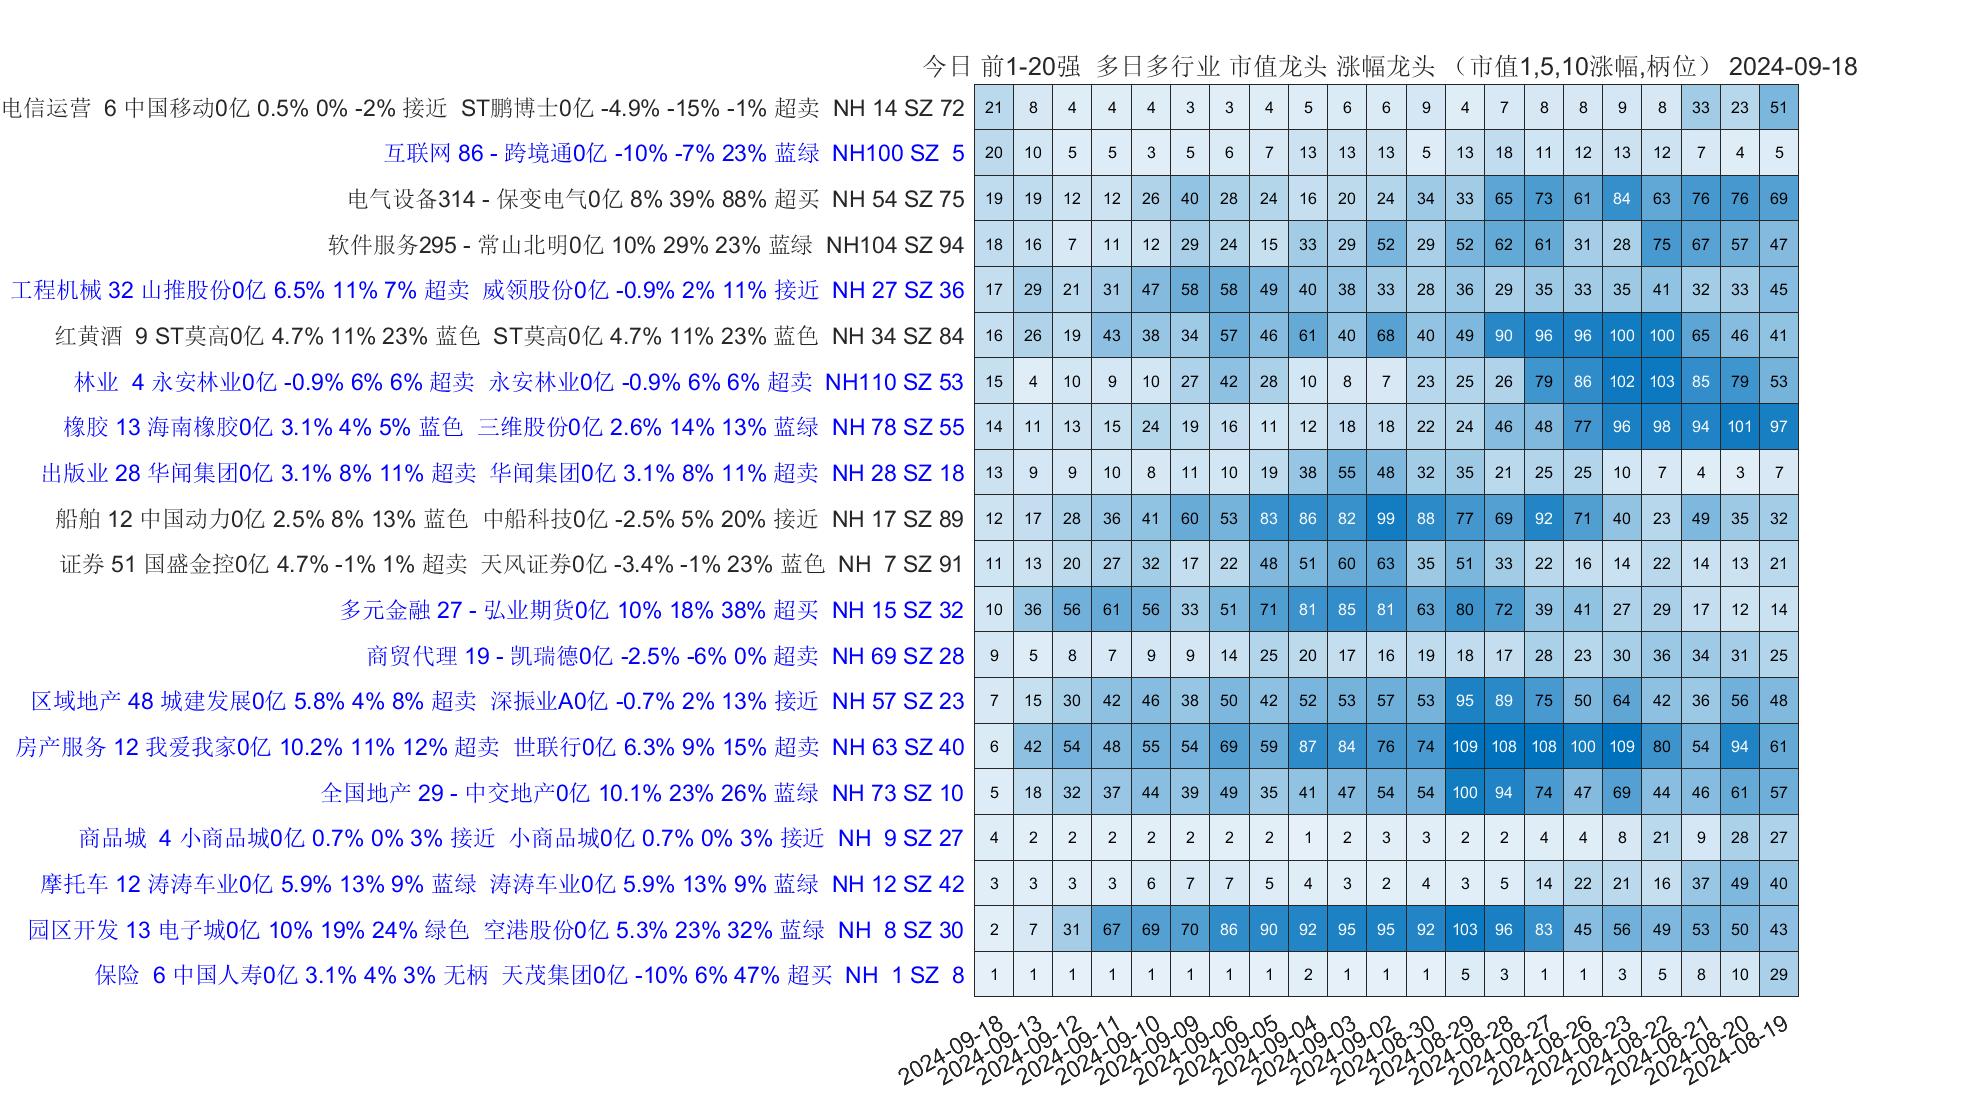 今日 前1-20强 多日多行业 市值龙头 涨幅龙头 （市值1,5,10涨幅,柄位） 2024-09-18
电信运营 6 中国移动0亿 0.5% 0% -2% 接近 ST鹏博士0亿 -4.9% -15% -1% 超卖 NH 14 SZ 72 21 8 4 4 4 3 3 4 5 6 6 9 4 7 8 8 9 8 33 23 51
互联网 86 - 跨境通0亿 -10% -7% 23% 蓝绿 NH100 SZ 5 20 10 5 5 3 5 6 7 13 13 13 5 13 18 11 12 13 12 7 4 5
电气设备314 - 保变电气0亿 8% 39% 88% 超买 NH 54 SZ 75 19 19 12 12 26 40 28 24 16 20 24 34 33 65 73 61 84 63 76 76 69
软件服务295 - 常山北明0亿 10% 29% 23% 蓝绿 NH104 SZ 94 18 16 7 11 12 29 24 15 33 29 52 29 52 62 61 31 28 75 67 57 47
工程机械 32 山推股份0亿 6.5% 11% 7% 超卖 威领股份0亿 -0.9% 2% 11% 接近 NH 27 SZ 36 17 29 21 31 47 58 58 49 40 38 33 28 36 29 35 33 35 41 32 33 45
红黄酒 9 ST莫高0亿 4.7% 11% 23% 蓝色 ST莫高0亿 4.7% 11% 23% 蓝色 NH 34 SZ 84 16 26 19 43 38 34 57 46 61 40 68 40 49 90 96 96 100 100 65 46 41
林业 4 永安林业0亿 -0.9% 6% 6% 超卖 永安林业0亿 -0.9% 6% 6% 超卖 NH110 SZ 53 15 4 10 9 10 27 42 28 10 8 7 23 25 26 79 86 102 103 85 79 53
橡胶 13 海南橡胶0亿 3.1% 4% 5% 蓝色 三维股份0亿 2.6% 14% 13% 蓝绿 NH 78 SZ 55 14 11 13 15 24 19 16 11 12 18 18 22 24 46 48 77 96 98 94 101 97
出版业 28 华闻集团0亿 3.1% 8% 11% 超卖 华闻集团0亿 3.1% 8% 11% 超卖 NH 28 SZ 18 13 9 9 10 8 11 10 19 38 55 48 32 35 21 25 25 10 7 4 3 7
船舶 12 中国动力0亿 2.5% 8% 13% 蓝色 中船科技0亿 -2.5% 5% 20% 接近 NH 17 SZ 89 12 17 28 36 41 60 53 83 86 82 99 88 77 69 92 71 40 23 49 35 32
证券 51 国盛金控0亿 4.7% -1% 1% 超卖 天风证券0亿 -3.4% -1% 23% 蓝色 NH 7 SZ 91 11 13 20 27 32 17 22 48 51 60 63 35 51 33 22 16 14 22 14 13 21
多元金融 27 - 弘业期货0亿 10% 18% 38% 超买 NH 15 SZ 32 10 36 56 61 56 33 51 71 81 85 81 63 80 72 39 41 27 29 17 12 14
商贸代理 19 - 凯瑞德0亿 -2.5% -6% 0% 超卖 NH 69 SZ 28 9 5 8 7 9 9 14 25 20 17 16 19 18 17 28 23 30 36 34 31 25
区域地产 48 城建发展0亿 5.8% 4% 8% 超卖 深振业A0亿 -0.7% 2% 13% 接近 NH 57 SZ 23 7 15 30 42 46 38 50 42 52 53 57 53 95 89 75 50 64 42 36 56 48
房产服务 12 我爱我家0亿 10.2% 11% 12% 超卖 世联行0亿 6.3% 9% 15% 超卖 NH 63 SZ 40 6 42 54 48 55 54 69 59 87 84 76 74 109 108 108 100 109 80 54 94 61
全国地产 29 - 中交地产0亿 10.1% 23% 26% 蓝绿 NH 73 SZ 10 5 18 32 37 44 39 49 35 41 47 54 54 100 94 74 47 69 44 46 61 57
商品城 4 小商品城0亿 0.7% 0% 3% 接近 小商品城0亿 0.7% 0% 3% 接近 NH 9 SZ 27 4 2 2 2 2 2 2 2 1 2 3 3 2 2 4 4 8 21 9 28 27
摩托车 12 涛涛车业0亿 5.9% 13% 9% 蓝绿 涛涛车业0亿 5.9% 13% 9% 蓝绿 NH 12 SZ 42 3 3 3 3 6 7 7 5 4 3 2 4 3 5 14 22 21 16 37 49 40
园区开发 13 电子城0亿 10% 19% 24% 绿色 空港股份0亿 5.3% 23% 32% 蓝绿 NH 8 SZ 30 2 7 31 67 69 70 86 90 92 95 95 92 103 96 83 45 56 49 53 50 43
保险 6 中国人寿0亿 3.1% 4% 3% 无柄 天茂集团0亿 -10% 6% 47% 超买 NH 1 SZ 8 1 1 1 1 1 1 1 1 2 1 1 1 5 3 1 1 3 5 8 10 29
2024-09-18 2024-09-13 2024-09-12 2024-09-11 2024-09-10 2024-09-09 2024-09-06 2024-09-05 2024-09-04 2024-09-03 2024-09-02 2024-08-30 2024-08-29 2024-08-28 2024-08-27 2024-08-26 2024-08-23 2024-08-22 2024-08-21 2024-08-20 2024-08-19